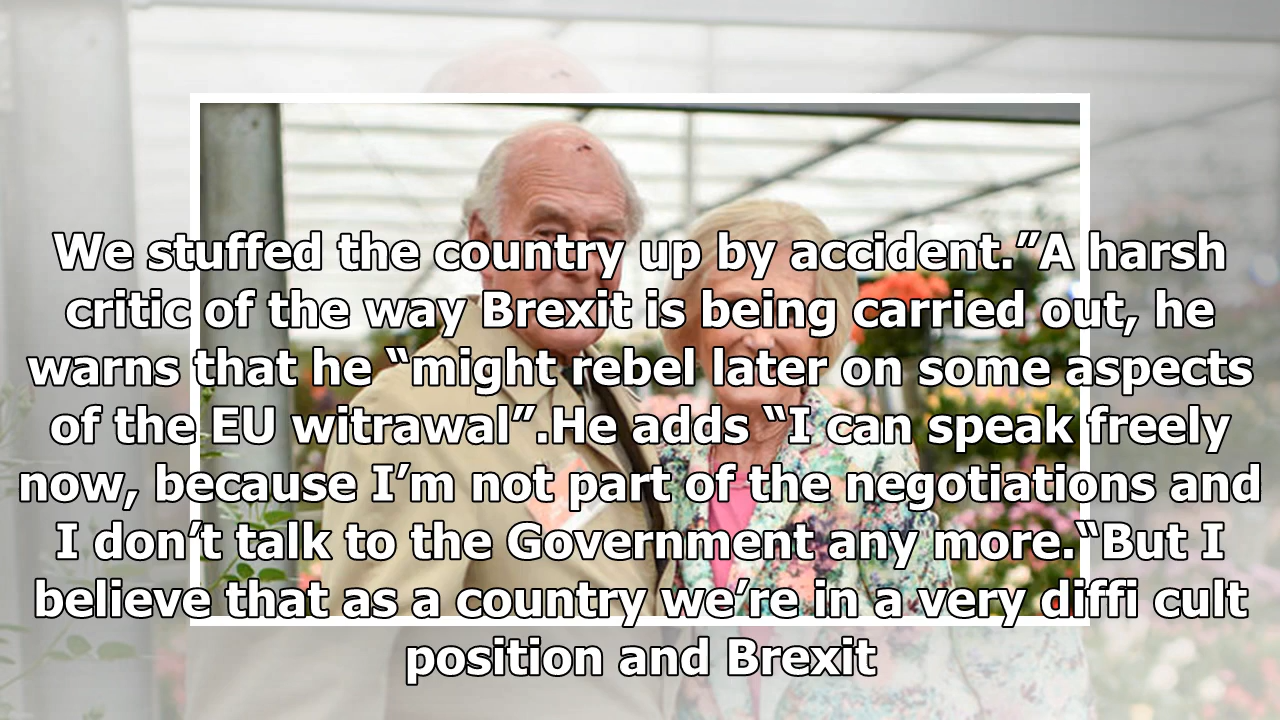 We stuffed the country up by accident.”A harsh
critic of the way Brexit is being carried out, he
warns that he “might rebel later on some aspects
of the EU witrawal”.He adds “I can speak freely
now, because I’m not part of the negotiations and
I don’t talk to the Government any more.“But I
believe that as a country we’re in a very diffi cult
position and Brexit